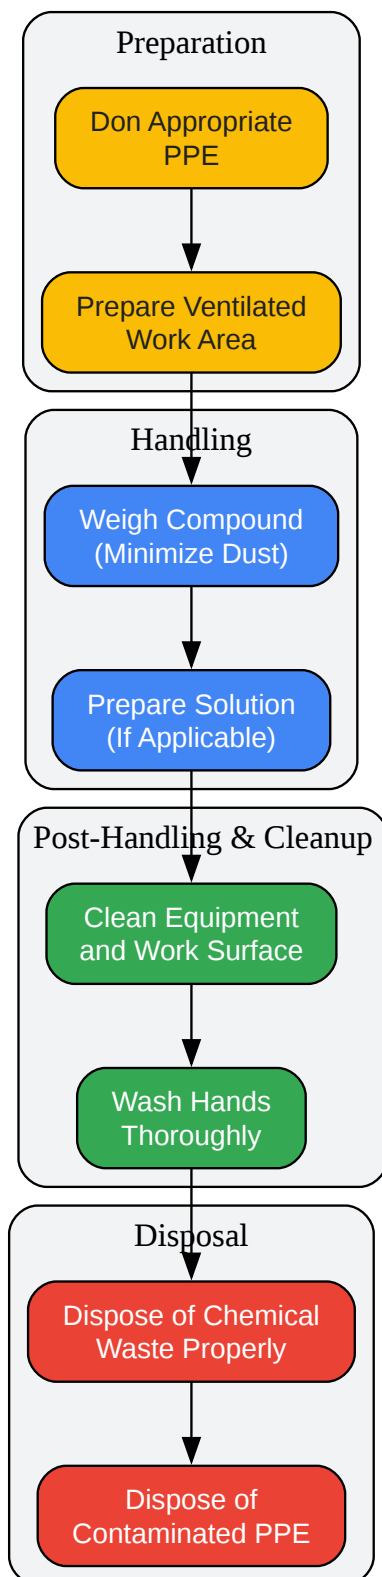 Preparation
Don Appropriate
PPE
Prepare Ventilated
Work Area
Handling
Weigh Compound
(Minimize Dust)
Prepare Solution
(If Applicable)
Post-Handling & Cleanup
Clean Equipment
and Work Surface
Wash Hands
Thoroughly
Disposal
Dispose of Chemical
Waste Properly
Dispose of
Contaminated PPE